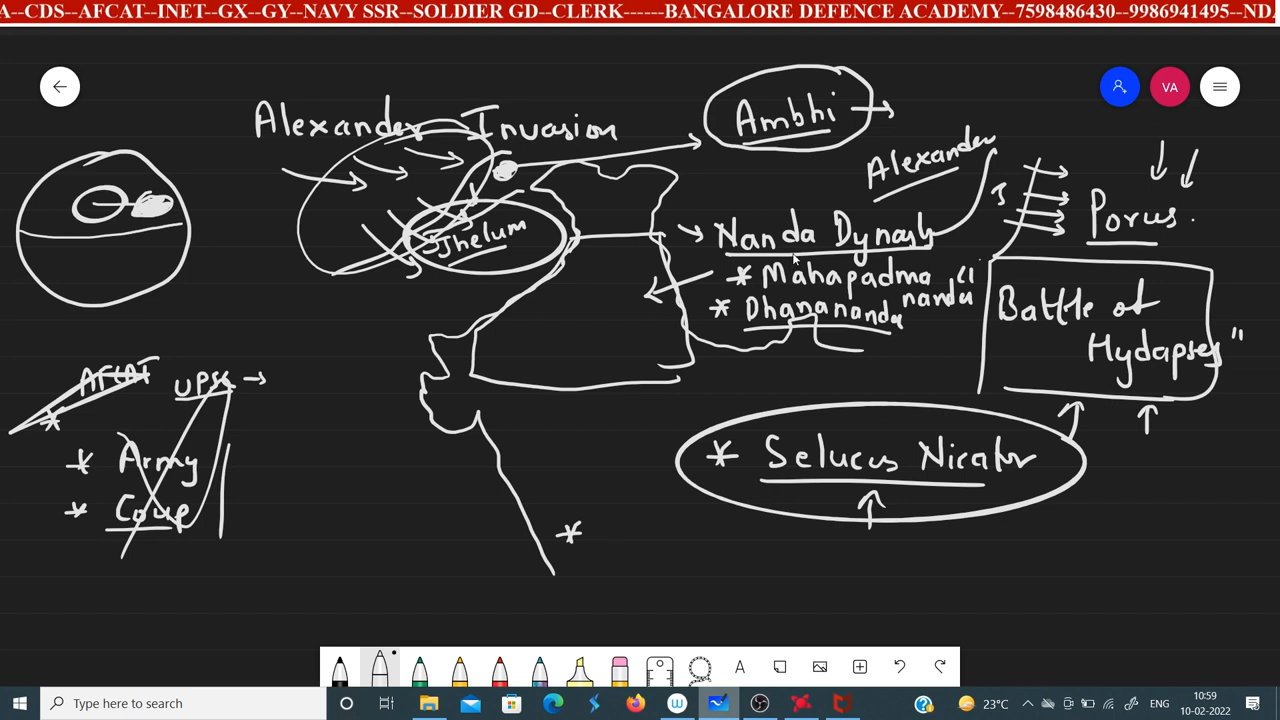 A--CDS--AFCAT--INET--GX--GY--NAVY SSR--SOLDIER GD--CLERK------BANGALORE DEFENCE ACADEMY--7598486430--9986941495--ND
Alexander Invasion
Ambhi
VA
Alexander
Jhelum
Porus
Nanda Dynasty
* Mahapadma "
nanda
* Dhanananda
Battle of
Hydapses"
AFCAT
UPSC
*
* Army
* Coup
* Selucus Nicator
*
A
Type here to search
23°C
ENG
10:59
10-02-2022